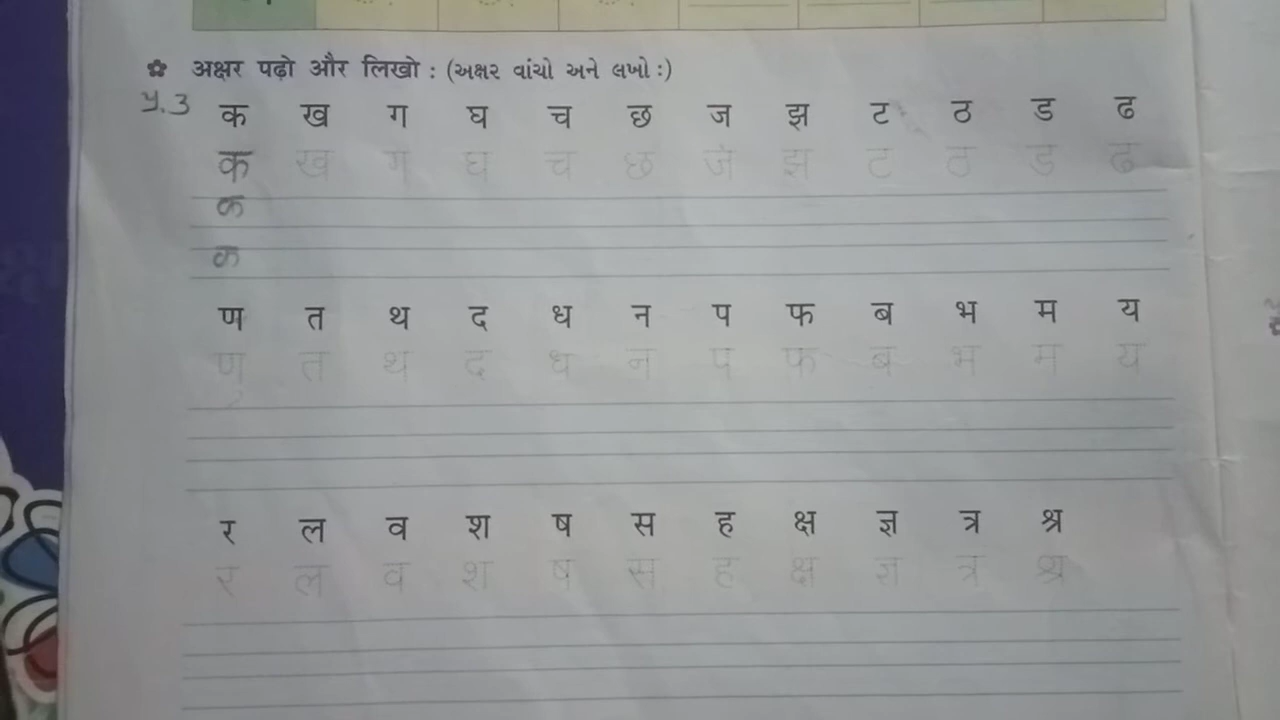 ✿ अक्षर पढ़ो और लिखो : (અક્ષર વાંચો અને લખો :)
પ્ર.3 क ख ग घ च छ ज झ ट ठ ड ढ
क ख ग घ च छ ज झ ट ठ ड ढ
क
क
ण त थ द ध न प फ ब भ म य
ण त थ द ध न प फ ब भ म य
र ल व श ष स ह क्ष ज्ञ त्र श्र
र ल व श ष स ह क्ष ज्ञ त्र श्र